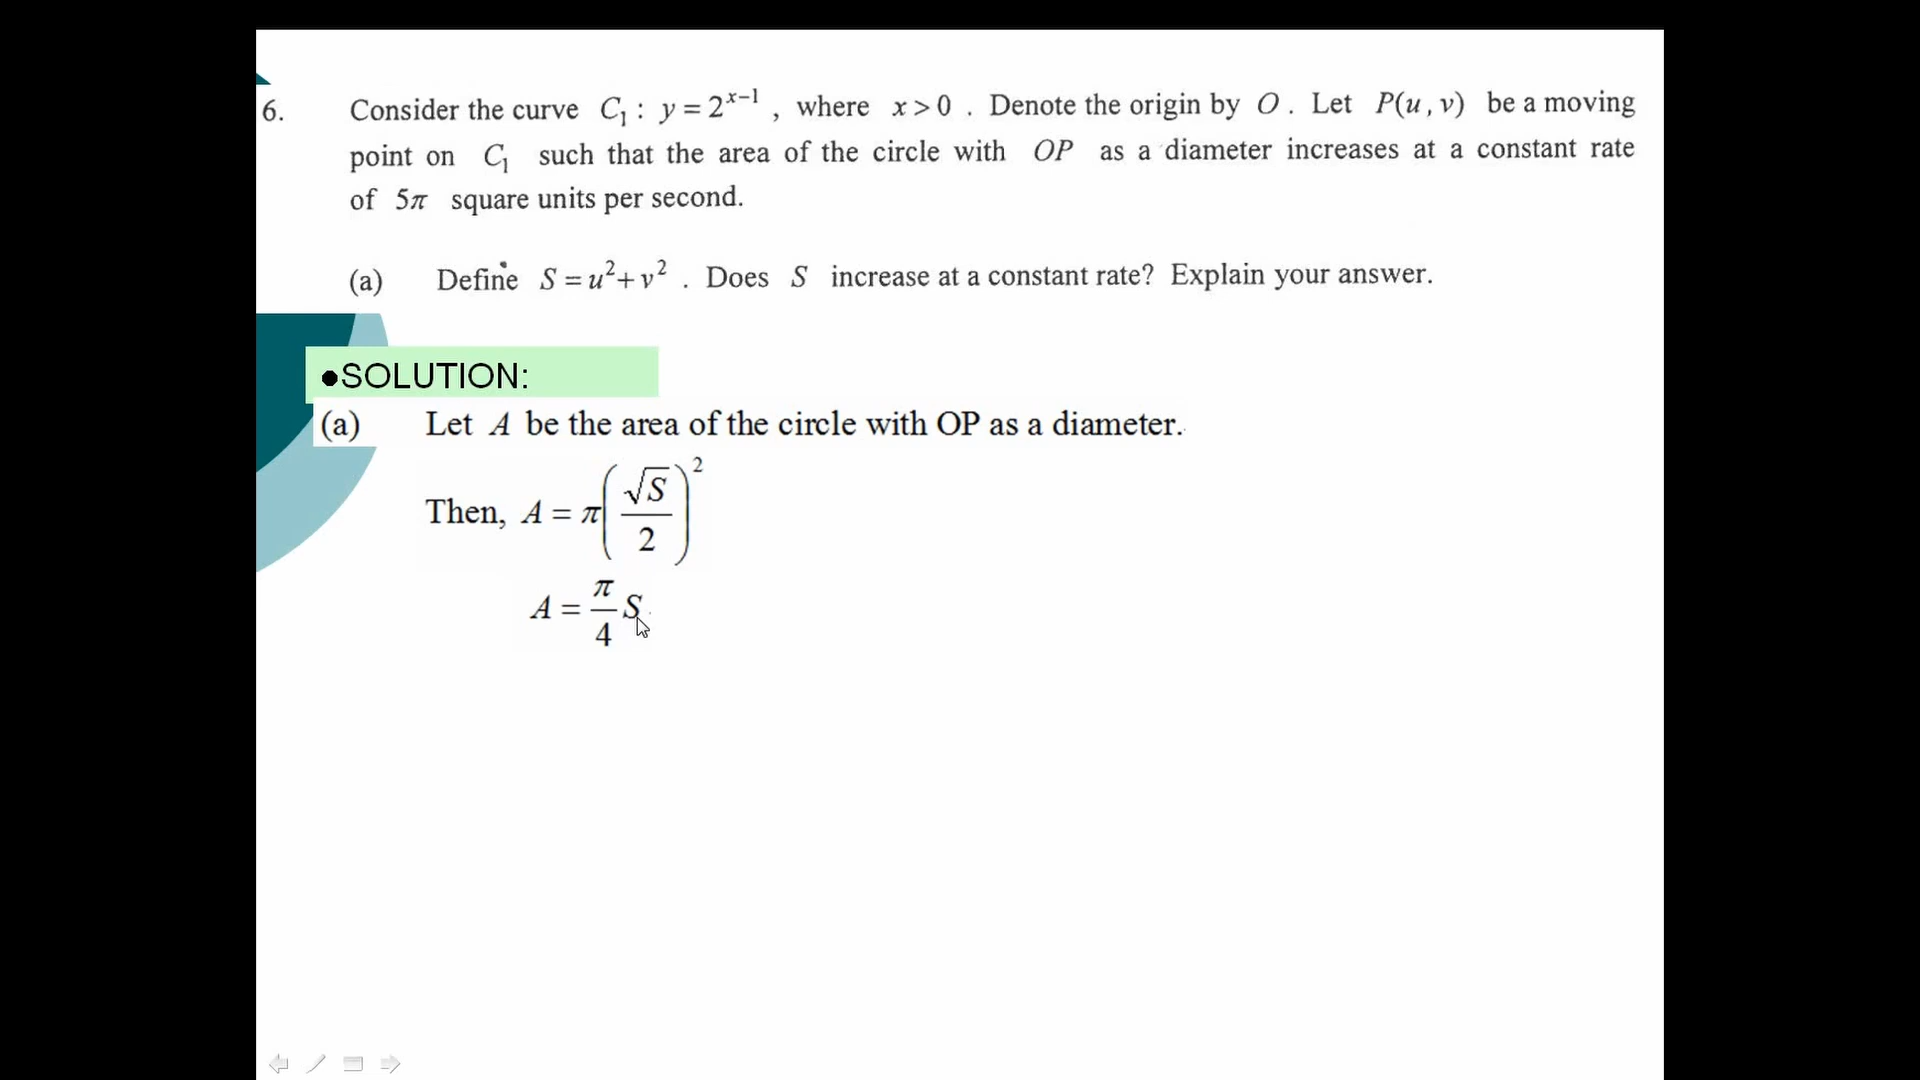 6. Consider the curve C₁ : y = 2^(x−1) , where x > 0 . Denote the origin by O . Let P(u , v) be a moving
point on C₁ such that the area of the circle with OP as a diameter increases at a constant rate
of 5π square units per second.
(a) Define S = u² + v² . Does S increase at a constant rate? Explain your answer.
●SOLUTION:
(a) Let A be the area of the circle with OP as a diameter.
Then, A = π(√S/2)²
A = π/4 S